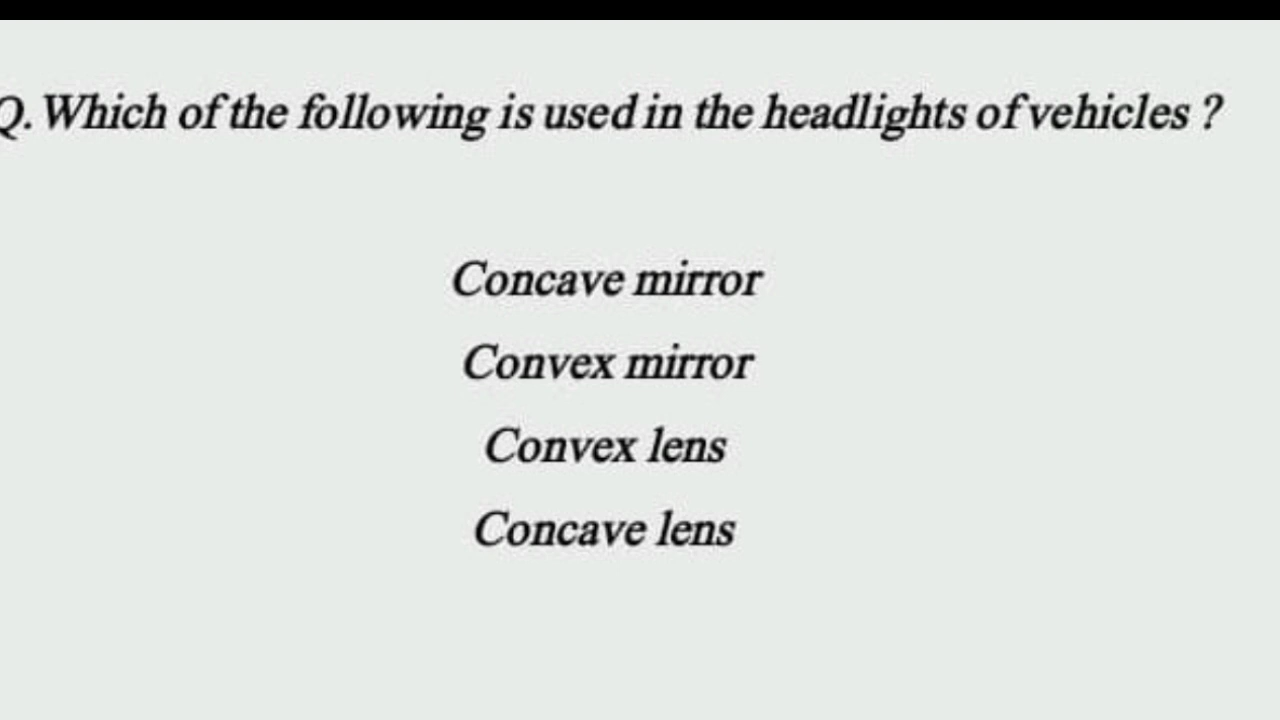 Q. Which of the following is used in the headlights of vehicles ?
Concave mirror
Convex mirror
Convex lens
Concave lens